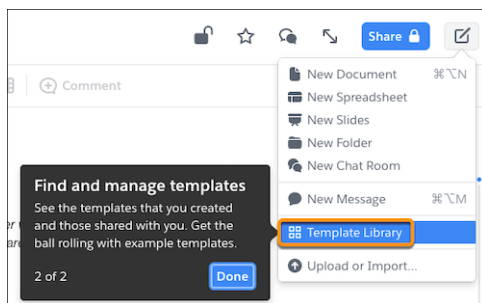 Share
Comment
New Document ⌘⌥N
New Spreadsheet
New Slides
New Folder
New Chat Room
New Message ⌘⌥M
Template Library
Upload or Import...
Find and manage templates
See the templates that you created
and those shared with you. Get the
ball rolling with example templates.
2 of 2 Done